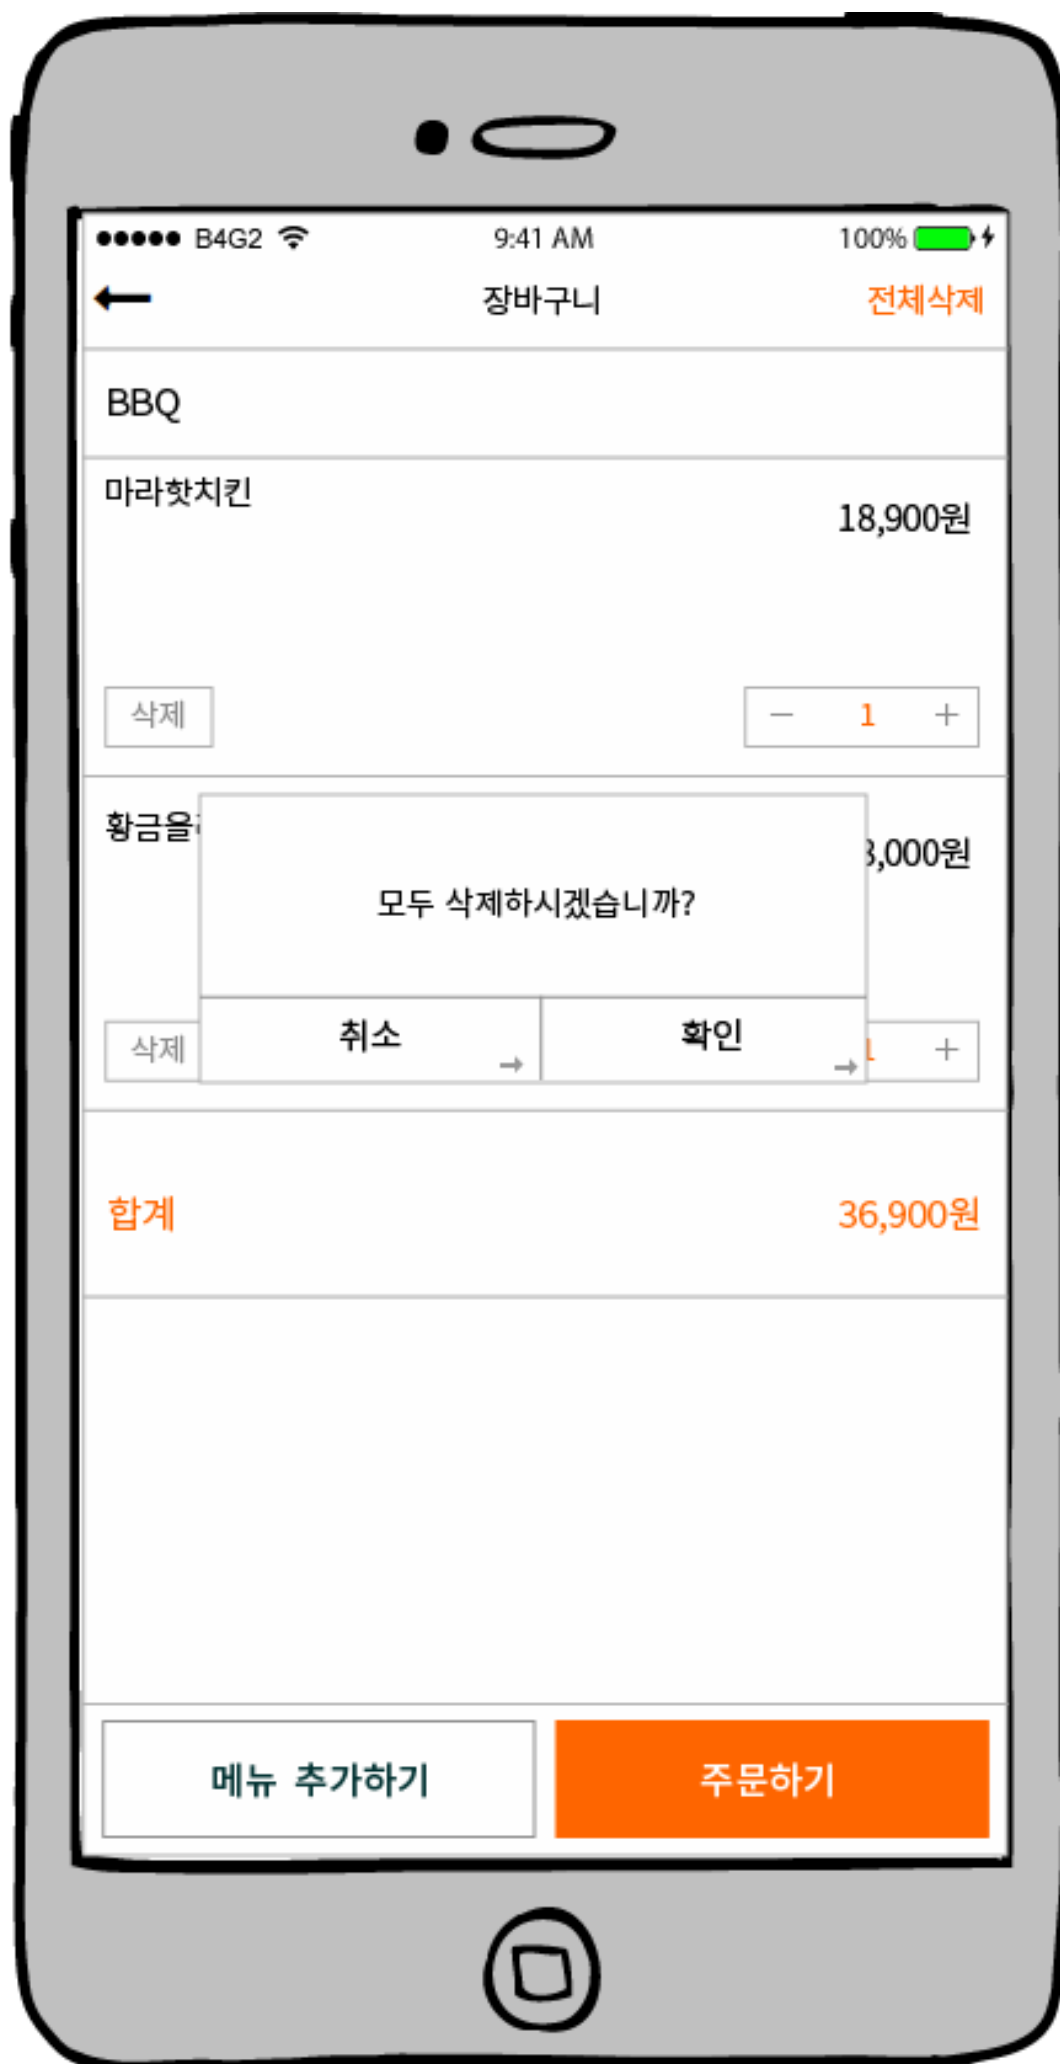 B4G2 9:41 AM 100%
장바구니 전체삭제
BBQ
마라핫치킨
18,900원
삭제 − 1 +
황금올
,000원
모두 삭제하시겠습니까?
삭제 취소 확인 +
합계 36,900원
메뉴 추가하기 주문하기